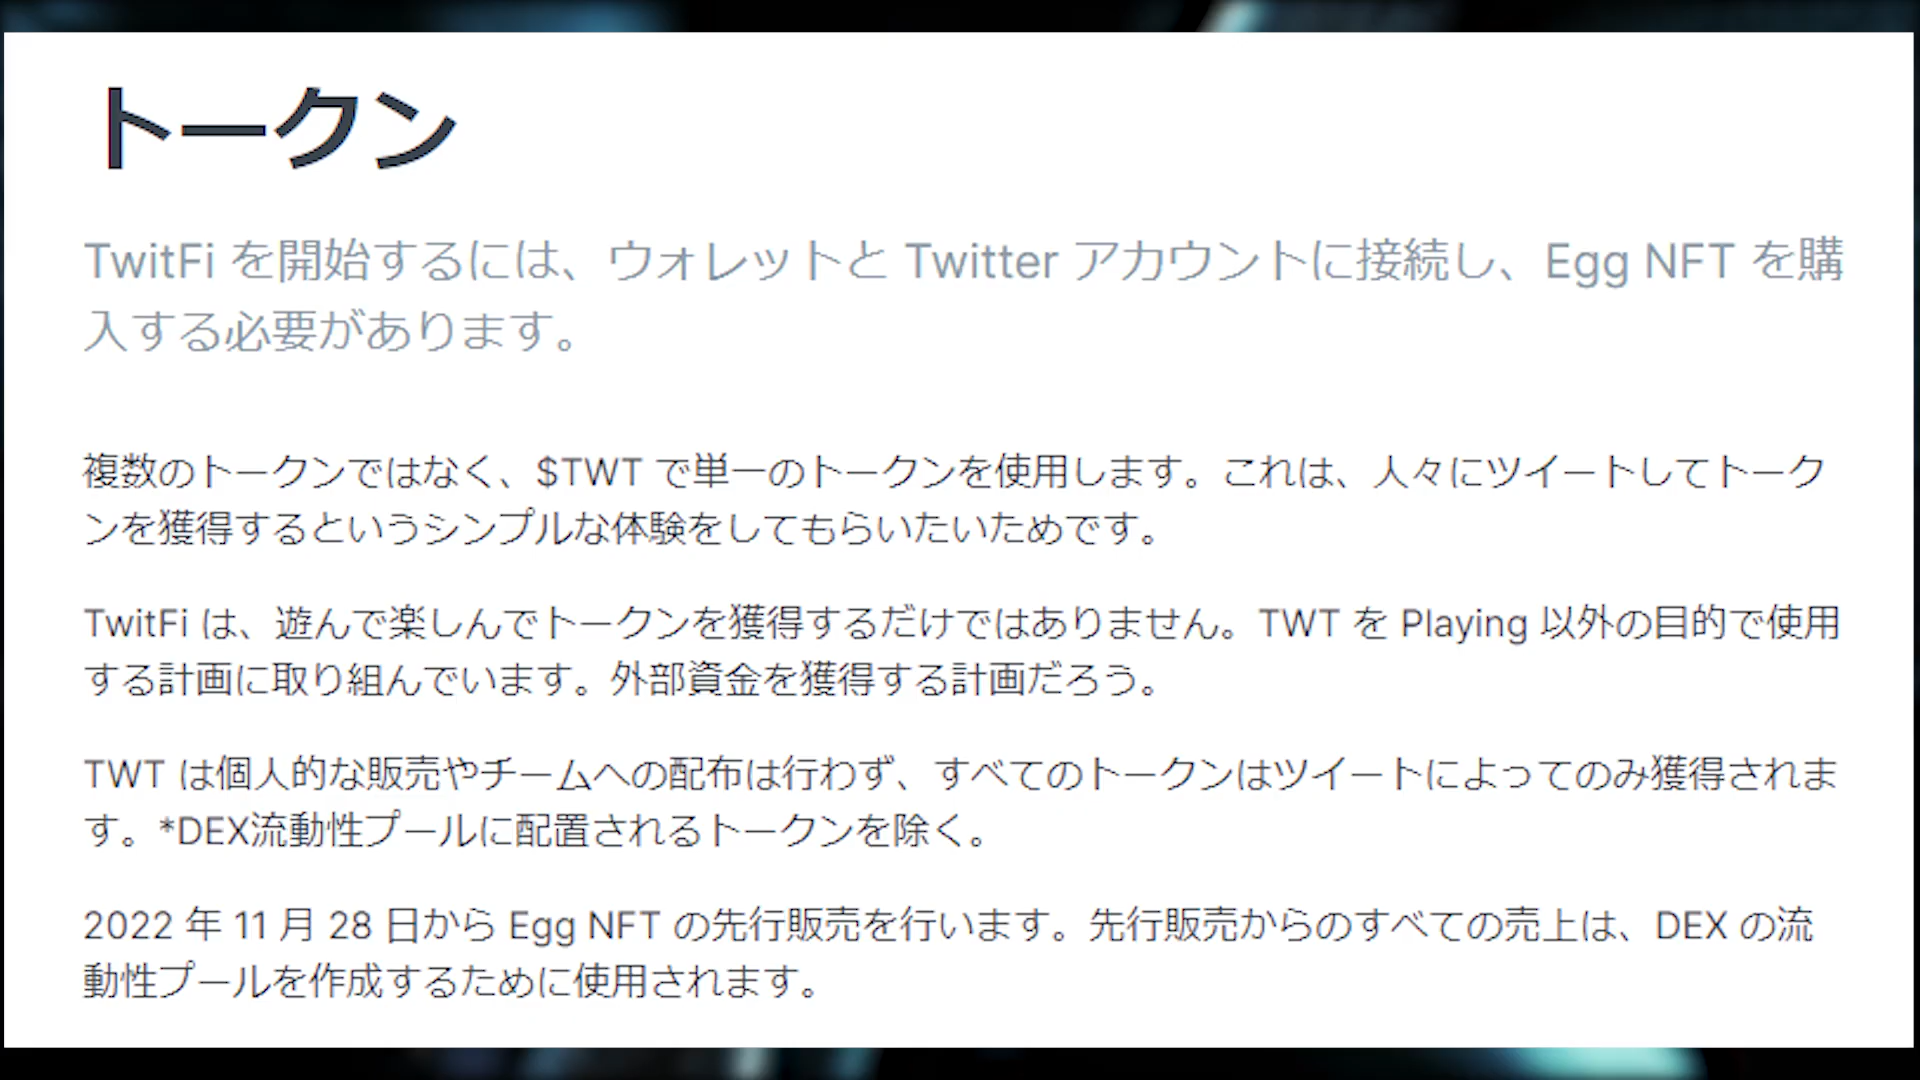 トークン
TwitFi を開始するには、ウォレットと Twitter アカウントに接続し、Egg NFT を購
入する必要があります。
複数のトークンではなく、$TWT で単一のトークンを使用します。これは、人々にツイートしてトーク
ンを獲得するというシンプルな体験をしてもらいたいためです。
TwitFi は、遊んで楽しんでトークンを獲得するだけではありません。TWT を Playing 以外の目的で使用
する計画に取り組んでいます。外部資金を獲得する計画だろう。
TWT は個人的な販売やチームへの配布は行わず、すべてのトークンはツイートによってのみ獲得されま
す。*DEX流動性プールに配置されるトークンを除く。
2022 年 11 月 28 日から Egg NFT の先行販売を行います。先行販売からのすべての売上は、DEX の流
動性プールを作成するために使用されます。